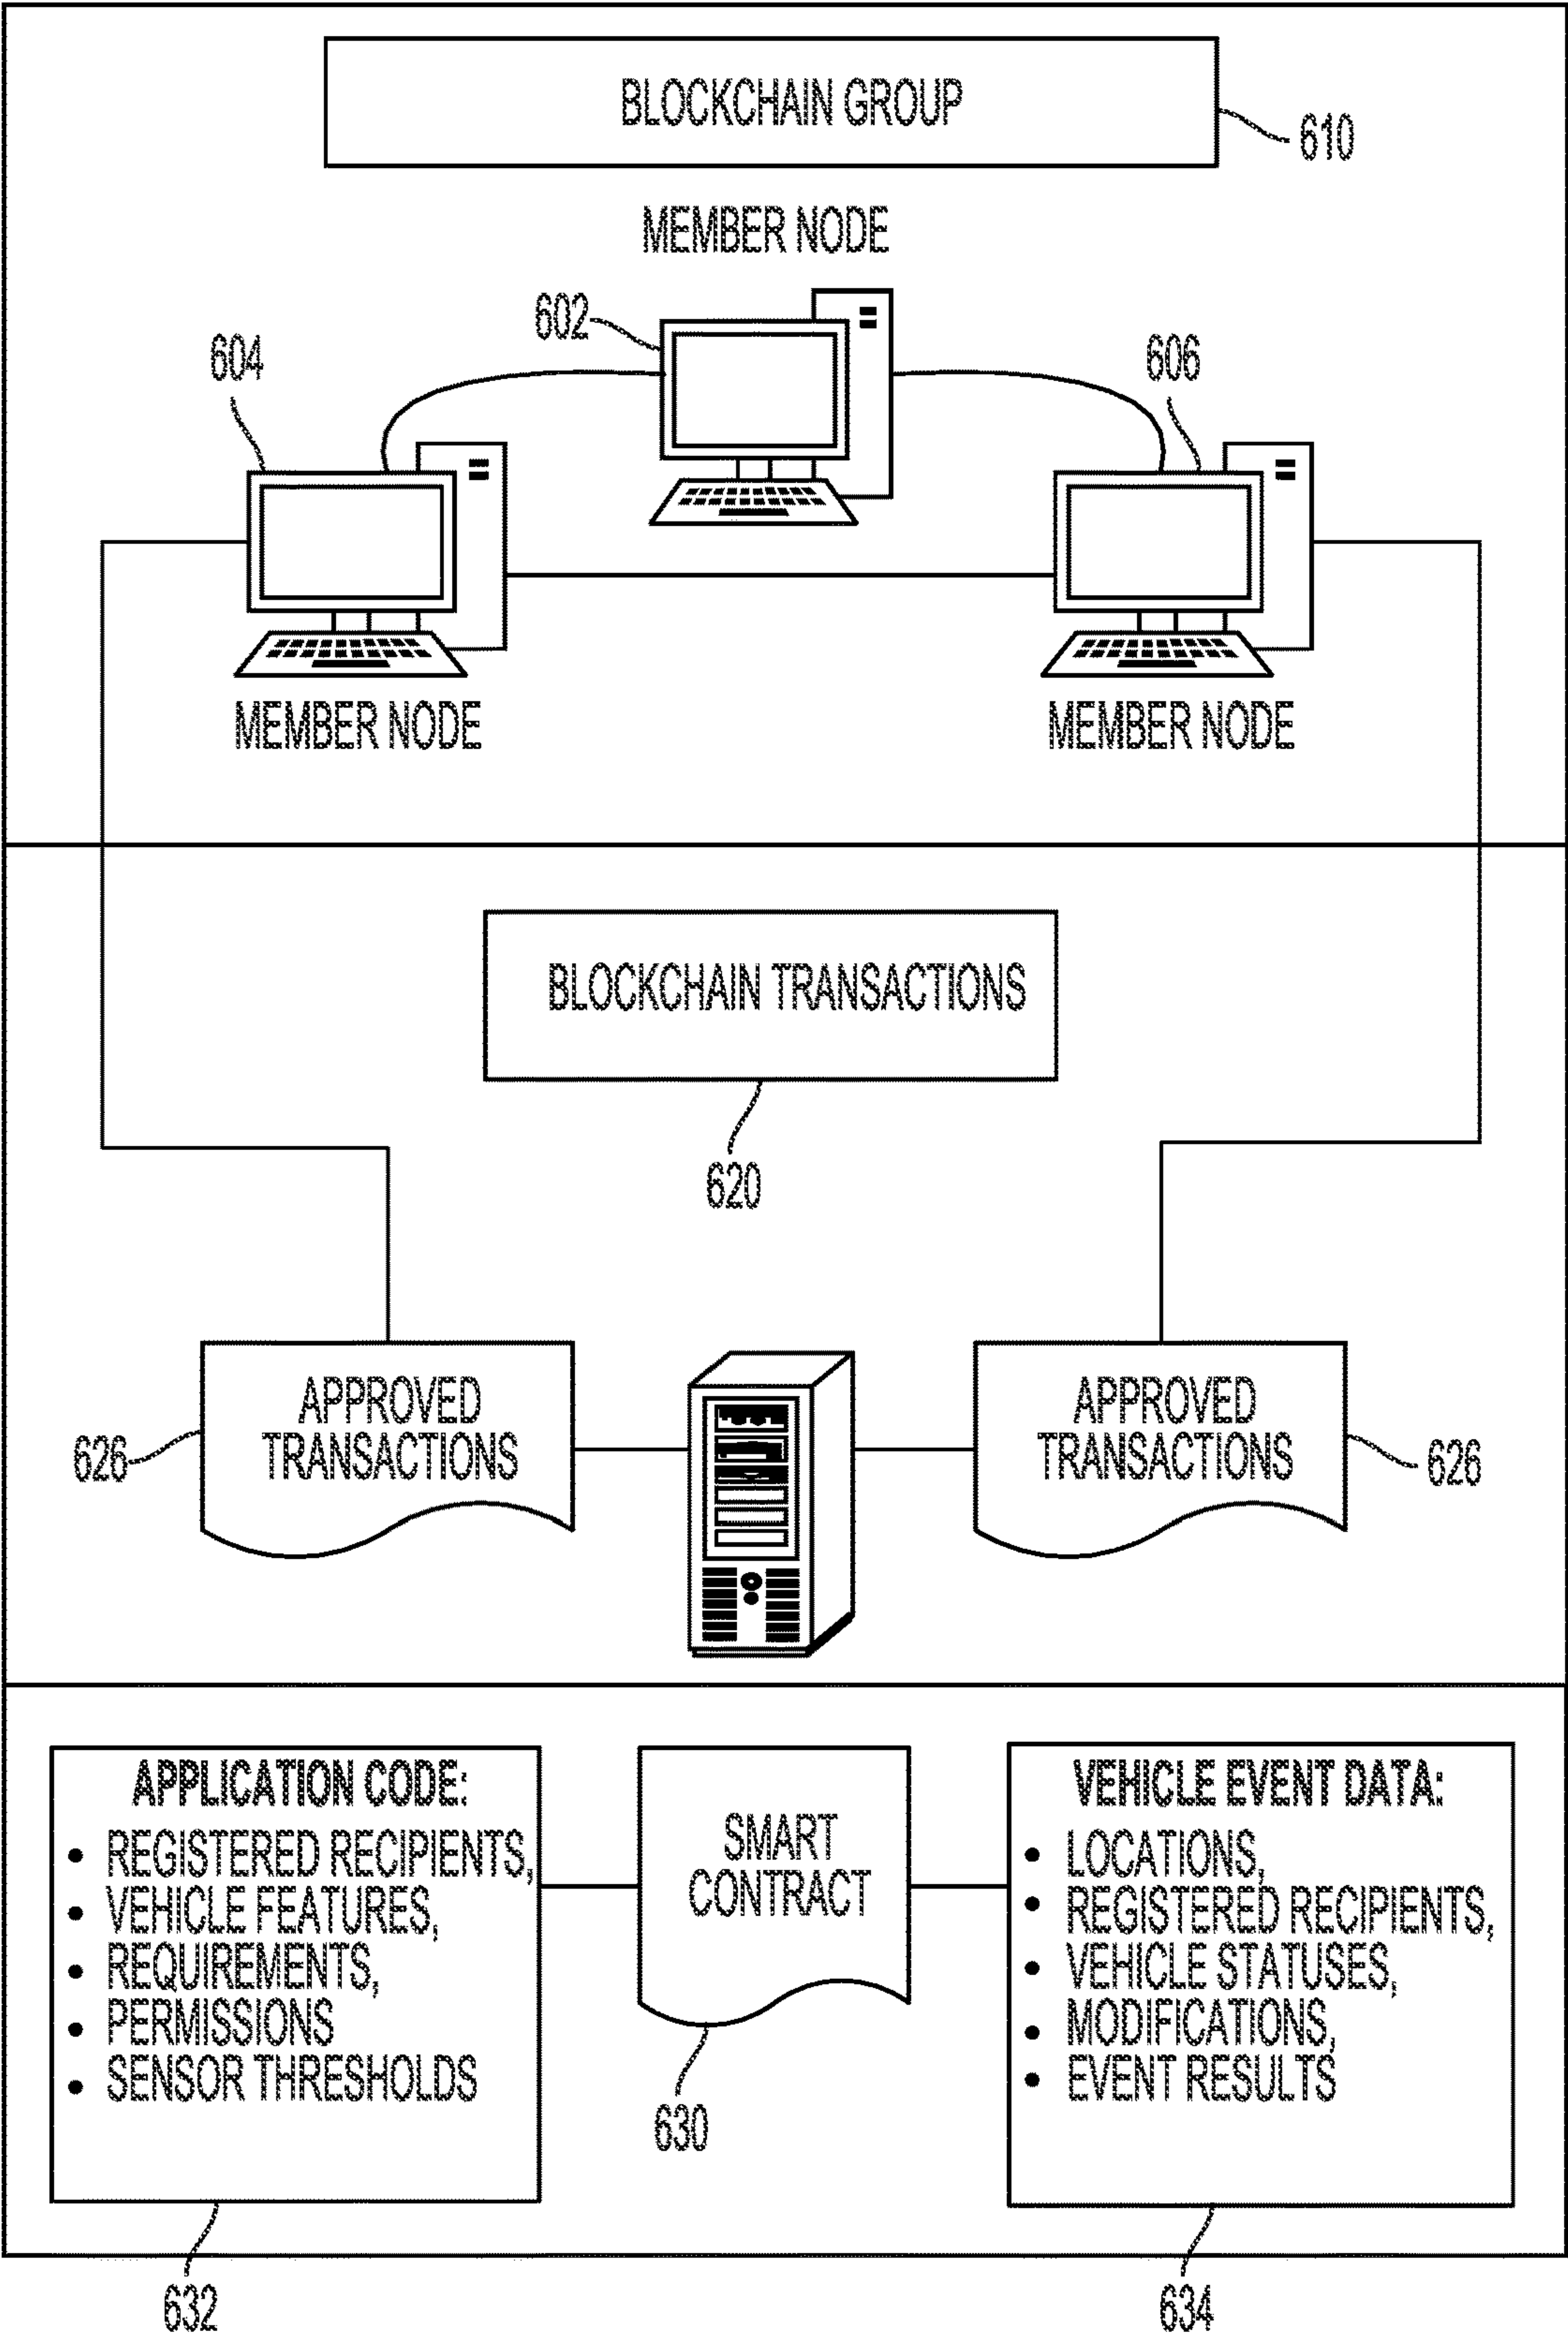 BLOCKCHAIN GROUP
610
MEMBER NODE
602
604
606
MEMBER NODE
MEMBER NODE
BLOCKCHAIN TRANSACTIONS
620
APPROVED
TRANSACTIONS
626
APPROVED
TRANSACTIONS
626
APPLICATION CODE:
• REGISTERED RECIPIENTS,
• VEHICLE FEATURES,
• REQUIREMENTS,
• PERMISSIONS
• SENSOR THRESHOLDS
632
SMART
CONTRACT
630
VEHICLE EVENT DATA:
• LOCATIONS,
• REGISTERED RECIPIENTS,
• VEHICLE STATUSES,
• MODIFICATIONS,
• EVENT RESULTS
634